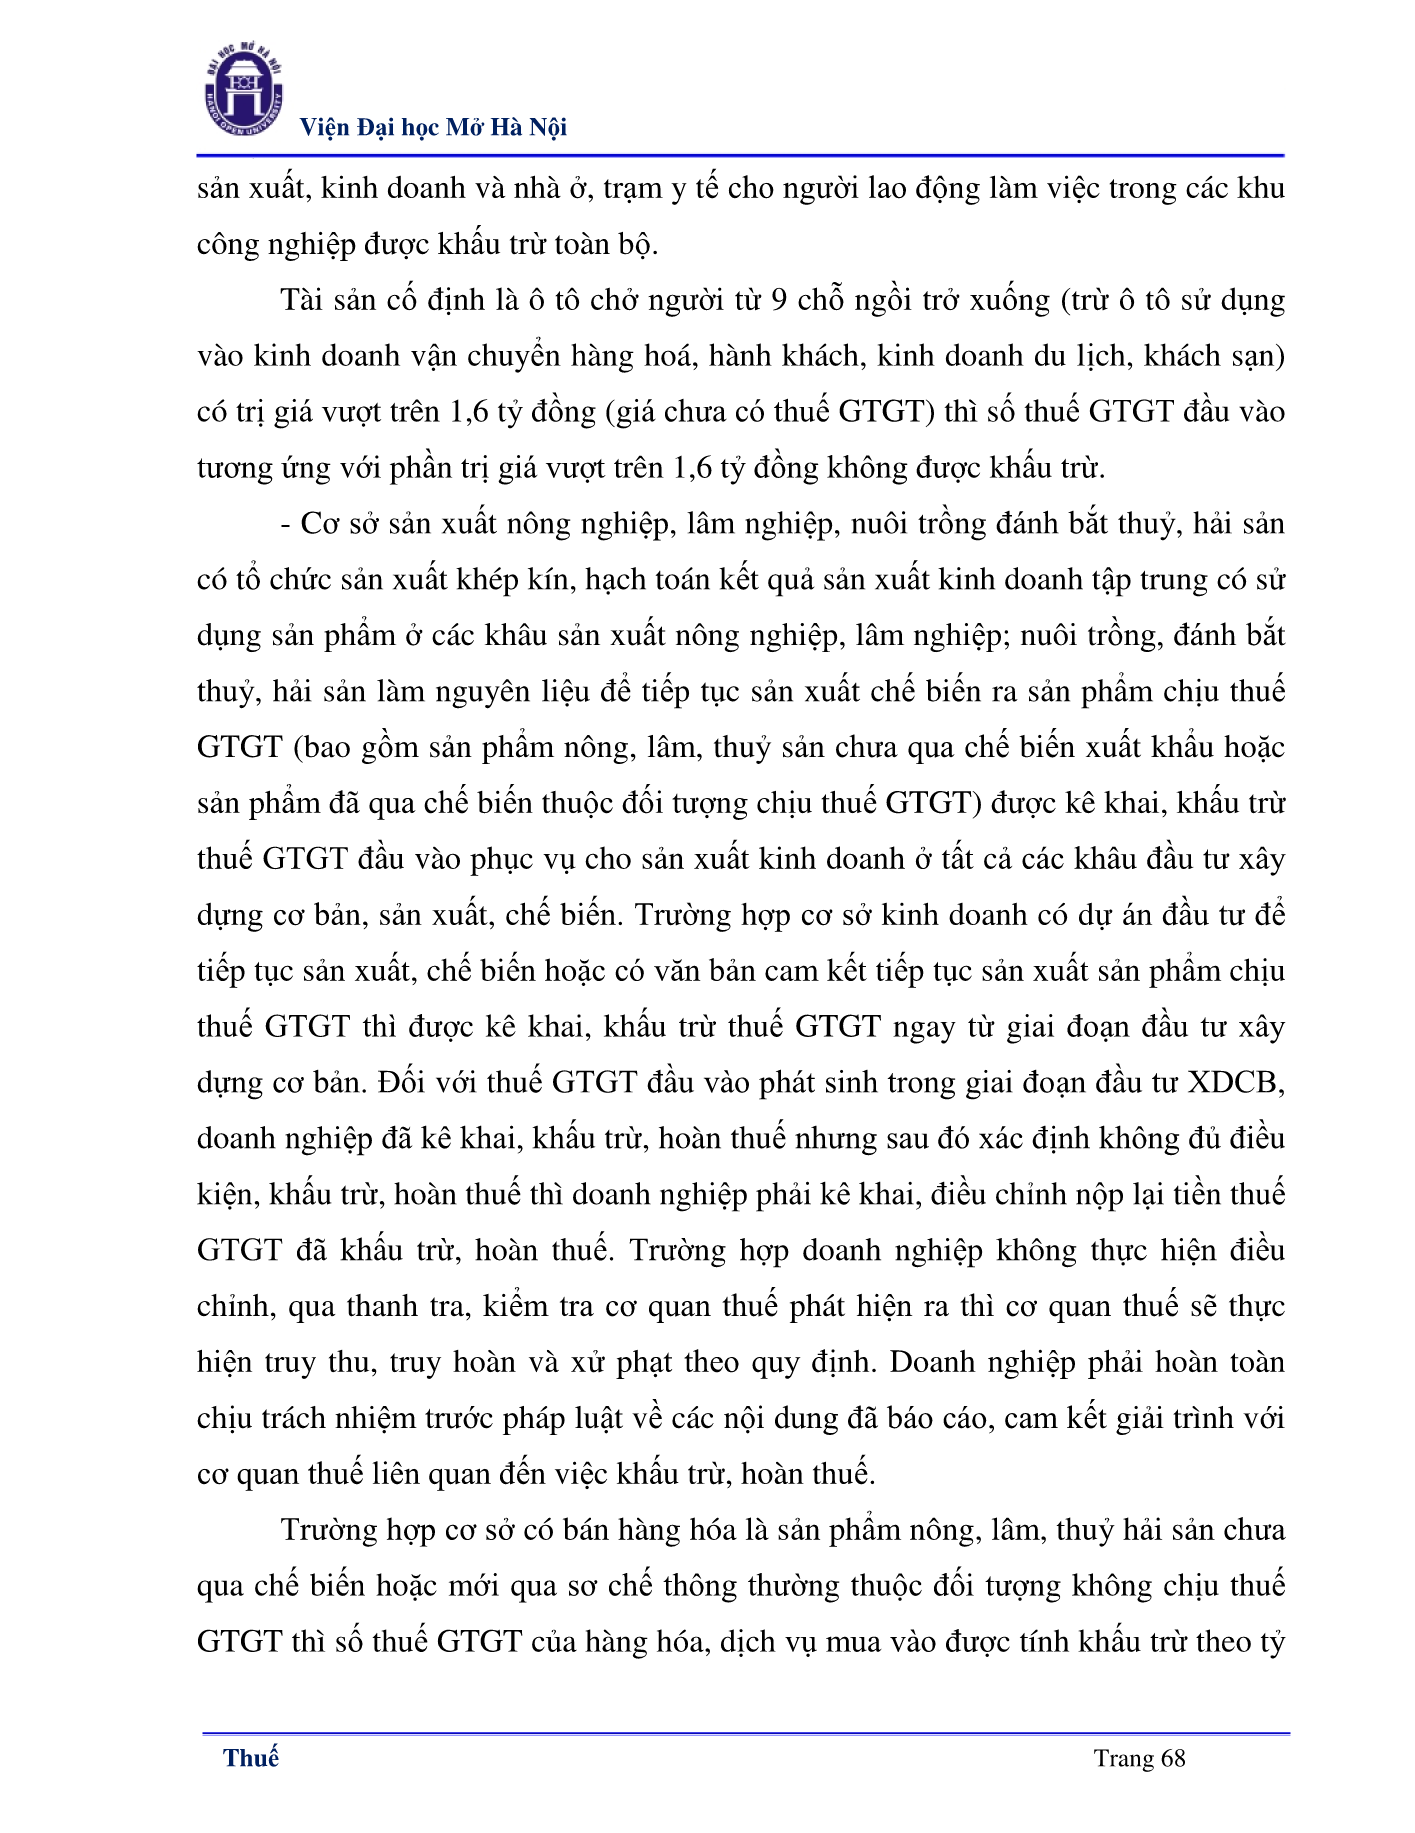 ĐẠI HỌC MỞ HÀ NỘI
HANOI OPEN UNIVERSITY
Viện Đại học Mở Hà Nội
sản xuất, kinh doanh và nhà ở, trạm y tế cho người lao động làm việc trong các khu
công nghiệp được khấu trừ toàn bộ.
Tài sản cố định là ô tô chở người từ 9 chỗ ngồi trở xuống (trừ ô tô sử dụng
vào kinh doanh vận chuyển hàng hoá, hành khách, kinh doanh du lịch, khách sạn)
có trị giá vượt trên 1,6 tỷ đồng (giá chưa có thuế GTGT) thì số thuế GTGT đầu vào
tương ứng với phần trị giá vượt trên 1,6 tỷ đồng không được khấu trừ.
- Cơ sở sản xuất nông nghiệp, lâm nghiệp, nuôi trồng đánh bắt thuỷ, hải sản
có tổ chức sản xuất khép kín, hạch toán kết quả sản xuất kinh doanh tập trung có sử
dụng sản phẩm ở các khâu sản xuất nông nghiệp, lâm nghiệp; nuôi trồng, đánh bắt
thuỷ, hải sản làm nguyên liệu để tiếp tục sản xuất chế biến ra sản phẩm chịu thuế
GTGT (bao gồm sản phẩm nông, lâm, thuỷ sản chưa qua chế biến xuất khẩu hoặc
sản phẩm đã qua chế biến thuộc đối tượng chịu thuế GTGT) được kê khai, khấu trừ
thuế GTGT đầu vào phục vụ cho sản xuất kinh doanh ở tất cả các khâu đầu tư xây
dựng cơ bản, sản xuất, chế biến. Trường hợp cơ sở kinh doanh có dự án đầu tư để
tiếp tục sản xuất, chế biến hoặc có văn bản cam kết tiếp tục sản xuất sản phẩm chịu
thuế GTGT thì được kê khai, khấu trừ thuế GTGT ngay từ giai đoạn đầu tư xây
dựng cơ bản. Đối với thuế GTGT đầu vào phát sinh trong giai đoạn đầu tư XDCB,
doanh nghiệp đã kê khai, khấu trừ, hoàn thuế nhưng sau đó xác định không đủ điều
kiện, khấu trừ, hoàn thuế thì doanh nghiệp phải kê khai, điều chỉnh nộp lại tiền thuế
GTGT đã khấu trừ, hoàn thuế. Trường hợp doanh nghiệp không thực hiện điều
chỉnh, qua thanh tra, kiểm tra cơ quan thuế phát hiện ra thì cơ quan thuế sẽ thực
hiện truy thu, truy hoàn và xử phạt theo quy định. Doanh nghiệp phải hoàn toàn
chịu trách nhiệm trước pháp luật về các nội dung đã báo cáo, cam kết giải trình với
cơ quan thuế liên quan đến việc khấu trừ, hoàn thuế.
Trường hợp cơ sở có bán hàng hóa là sản phẩm nông, lâm, thuỷ hải sản chưa
qua chế biến hoặc mới qua sơ chế thông thường thuộc đối tượng không chịu thuế
GTGT thì số thuế GTGT của hàng hóa, dịch vụ mua vào được tính khấu trừ theo tỷ
Thuế
Trang 68